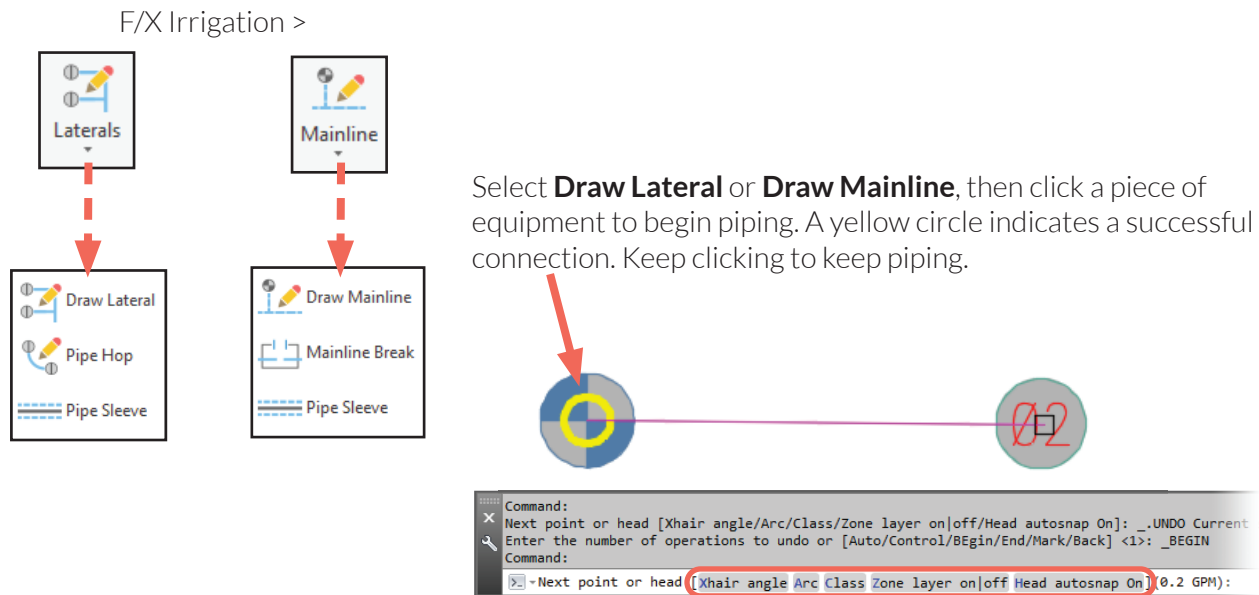 F/X Irrigation >
Laterals
Mainline
Draw Lateral
Pipe Hop
Pipe Sleeve
Draw Mainline
Mainline Break
Pipe Sleeve
Select Draw Lateral or Draw Mainline, then click a piece of
equipment to begin piping. A yellow circle indicates a successful
connection. Keep clicking to keep piping.
02
Command:
Next point or head [Xhair angle/Arc/Class/Zone layer on|off/Head autosnap On]: _.UNDO Current
Enter the number of operations to undo or [Auto/Control/BEgin/End/Mark/Back] <1>: _BEGIN
Command:
Next point or head [Xhair angle Arc Class Zone layer on|off Head autosnap On](0.2 GPM):